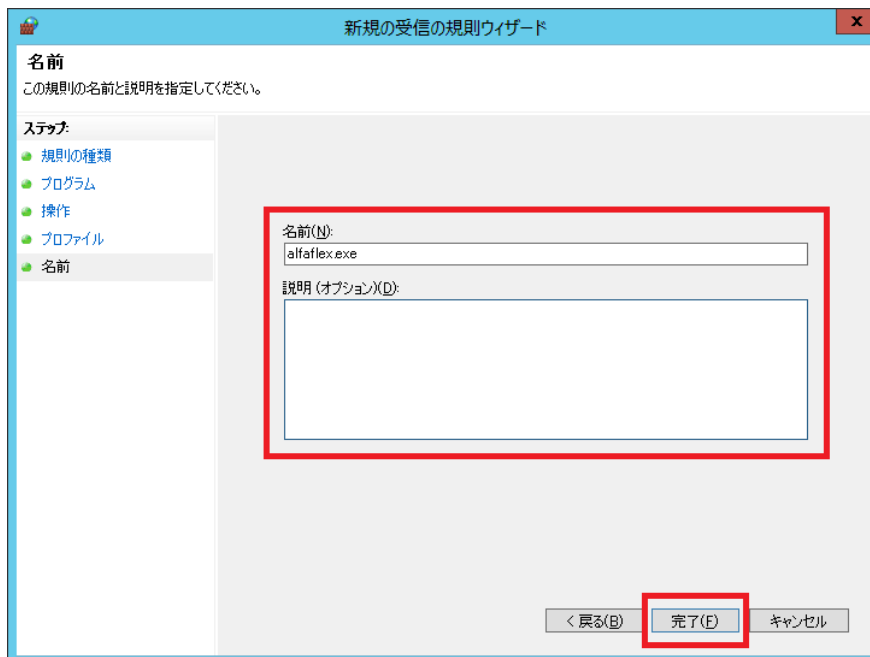 新規の受信の規則ウィザード
x
名前
この規則の名前と説明を指定してください。
ステップ:
規則の種類
プログラム
操作
プロファイル
名前
名前(N):
alfaflex.exe
説明 (オプション)(D):
< 戻る(B)
完了(F)
キャンセル